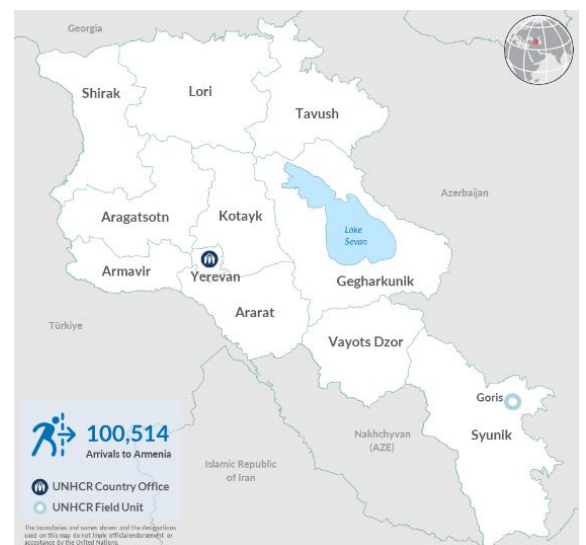 Georgia
Shirak
Lori
Tavush
Azerbaijan
Aragatsotn
Kotayk
Lake
Sevan
Armavir
Yerevan
Gegharkunik
Ararat
Türkiye
Vayots Dzor
Goris
Syunik
100,514
Arrivals to Armenia
Nakhchyvan
(AZE)
Islamic Republic
of Iran
UNHCR Country Office
UNHCR Field Unit
The boundaries and names shown and the designations
used on this map do not imply official endorsement or
acceptance by the United Nations.